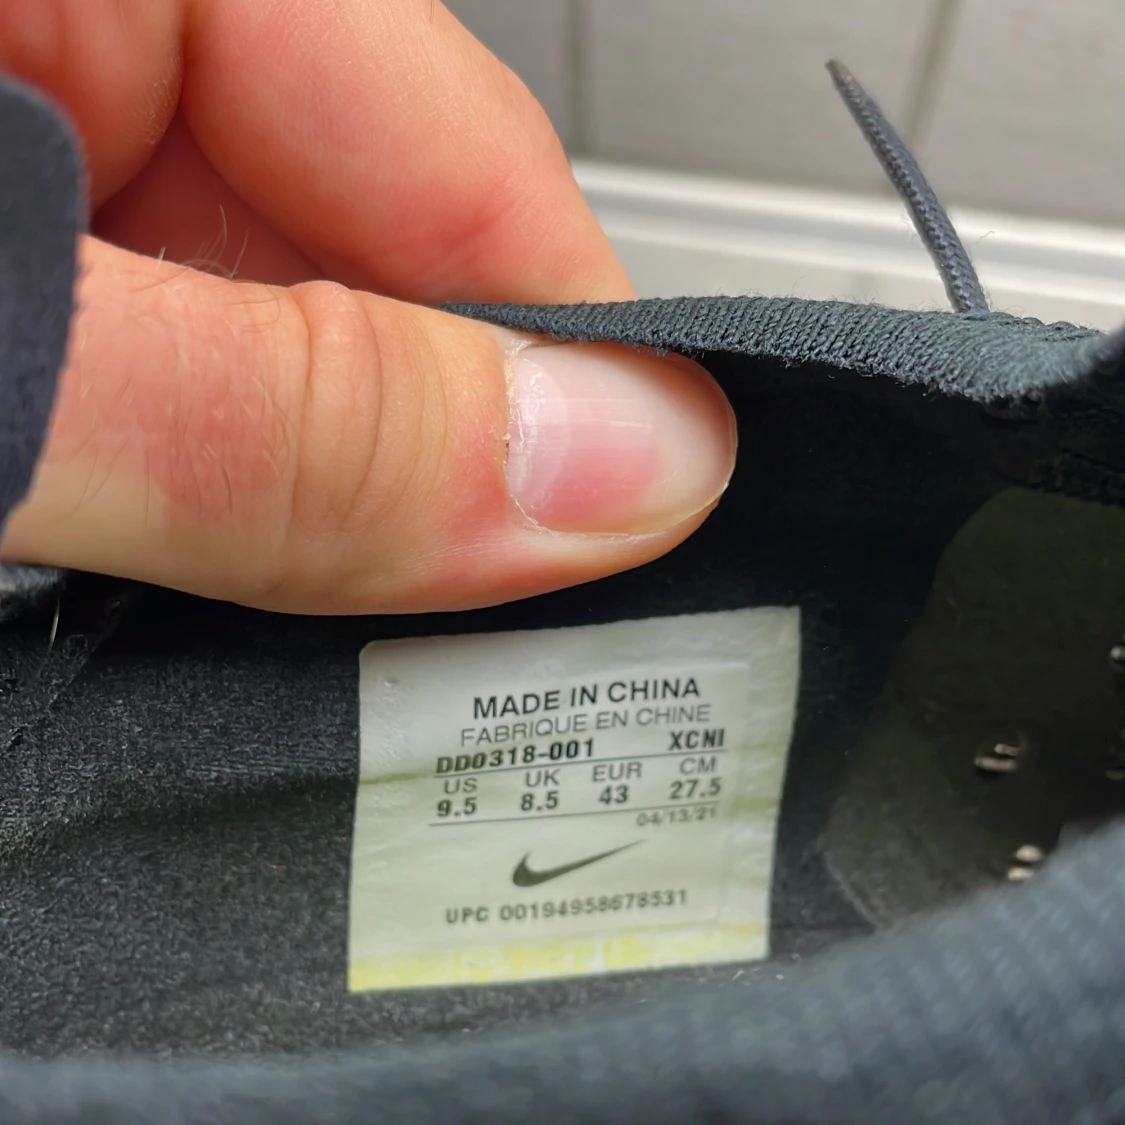 MADE IN CHINA
FABRIQUE EN CHINE
DD0318-001 XCNI
US UK EUR CM
9.5 8.5 43 27.5
04/13/21
UPC 00194958678531